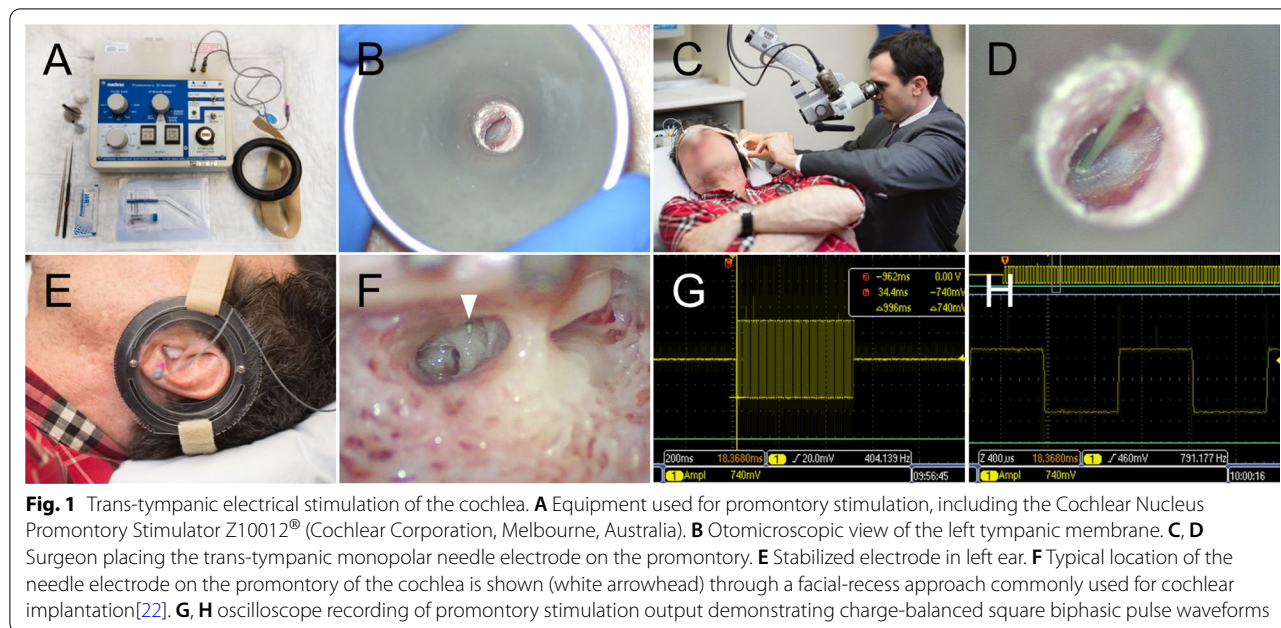 A
B
C
D
nucleus
Promontory Stimulator
E
F
G
-962ms 0.00 V
34.4ms -740mV
△996ms △740mV
200ms 18.3680ms 1 20.0mV 404.139 Hz
1 Ampl 740mV 09:56:45
H
Z 400µs 18.3680ms 1 460mV 791.177 Hz
1 Ampl 740mV 10:00:16
Fig. 1 Trans-tympanic electrical stimulation of the cochlea. A Equipment used for promontory stimulation, including the Cochlear Nucleus
Promontory Stimulator Z10012® (Cochlear Corporation, Melbourne, Australia). B Otomicroscopic view of the left tympanic membrane. C, D
Surgeon placing the trans-tympanic monopolar needle electrode on the promontory. E Stabilized electrode in left ear. F Typical location of the
needle electrode on the promontory of the cochlea is shown (white arrowhead) through a facial-recess approach commonly used for cochlear
implantation[22]. G, H oscilloscope recording of promontory stimulation output demonstrating charge-balanced square biphasic pulse waveforms